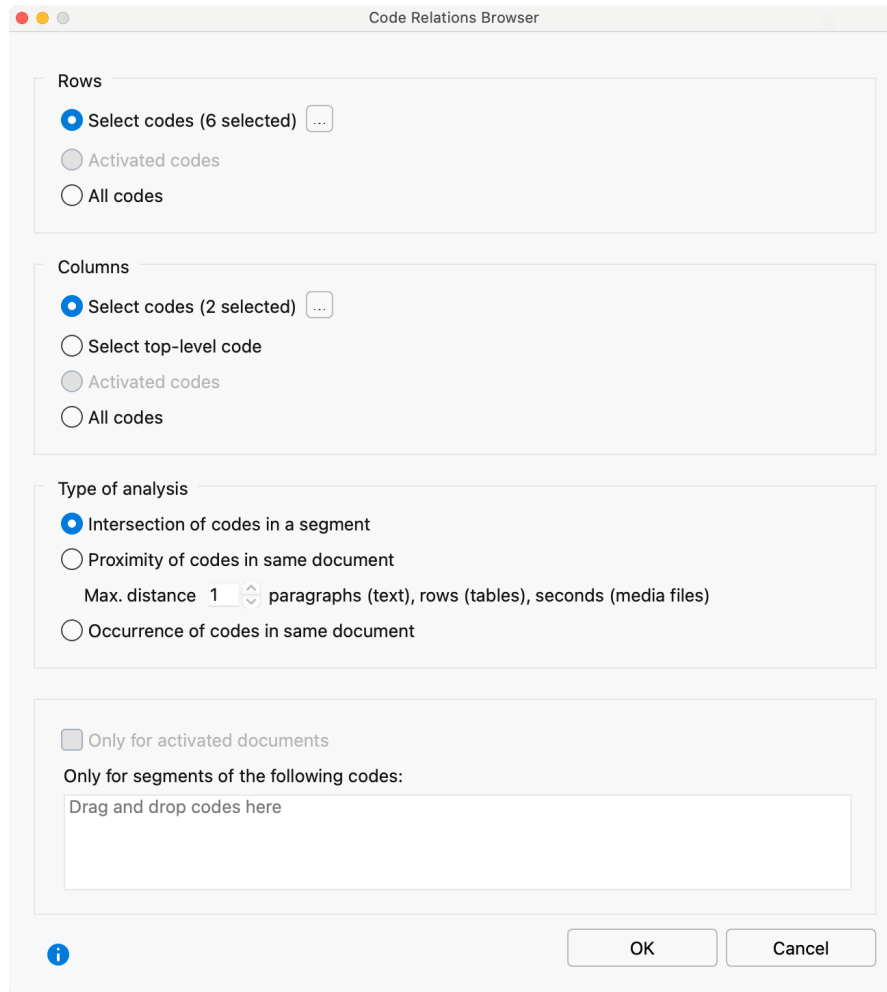 Code Relations Browser
Rows
Select codes (6 selected) ...
Activated codes
All codes
Columns
Select codes (2 selected) ...
Select top-level code
Activated codes
All codes
Type of analysis
Intersection of codes in a segment
Proximity of codes in same document
Max. distance 1 paragraphs (text), rows (tables), seconds (media files)
Occurrence of codes in same document
Only for activated documents
Only for segments of the following codes:
Drag and drop codes here
OK Cancel